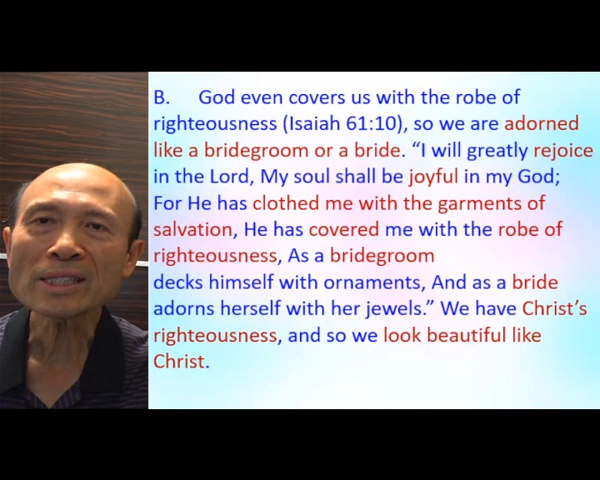 B. God even covers us with the robe of
righteousness (Isaiah 61:10), so we are adorned
like a bridegroom or a bride. “I will greatly rejoice
in the Lord, My soul shall be joyful in my God;
For He has clothed me with the garments of
salvation, He has covered me with the robe of
righteousness, As a bridegroom
decks himself with ornaments, And as a bride
adorns herself with her jewels.” We have Christ’s
righteousness, and so we look beautiful like
Christ.